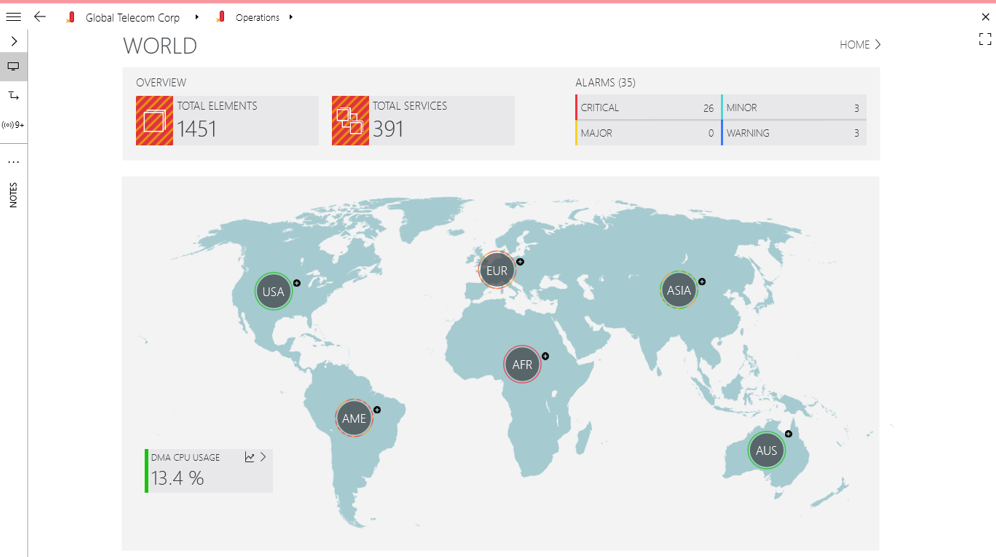 Global Telecom Corp
Operations
WORLD
HOME
9+
NOTES
OVERVIEW
TOTAL ELEMENTS
1451
TOTAL SERVICES
391
ALARMS (35)
CRITICAL 26
MINOR 3
MAJOR 0
WARNING 3
USA
EUR
ASIA
AFR
AME
AUS
DMA CPU USAGE
13.4 %